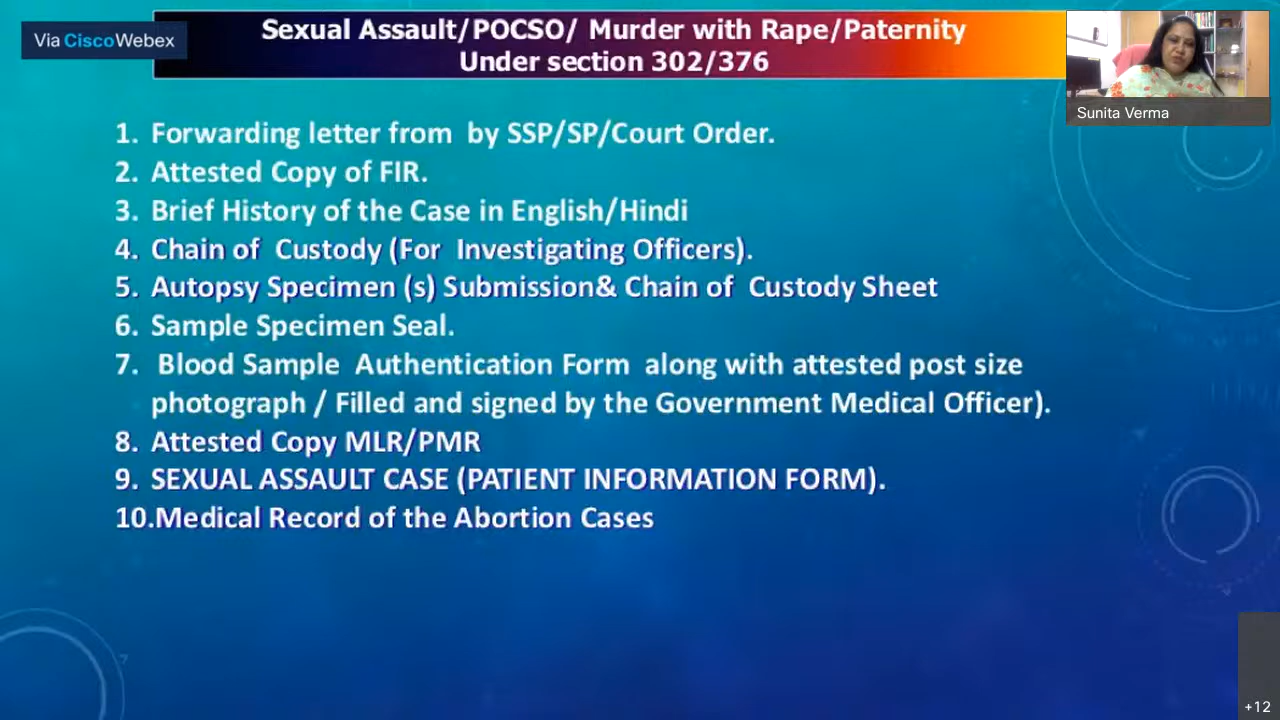 Via CiscoWebex
Sexual Assault/POCSO/ Murder with Rape/Paternity
Under section 302/376
Sunita Verma
1. Forwarding letter from by SSP/SP/Court Order.
2. Attested Copy of FIR.
3. Brief History of the Case in English/Hindi
4. Chain of Custody (For Investigating Officers).
5. Autopsy Specimen (s) Submission& Chain of Custody Sheet
6. Sample Specimen Seal.
7. Blood Sample Authentication Form along with attested post size
photograph / Filled and signed by the Government Medical Officer).
8. Attested Copy MLR/PMR
9. SEXUAL ASSAULT CASE (PATIENT INFORMATION FORM).
10.Medical Record of the Abortion Cases
+12